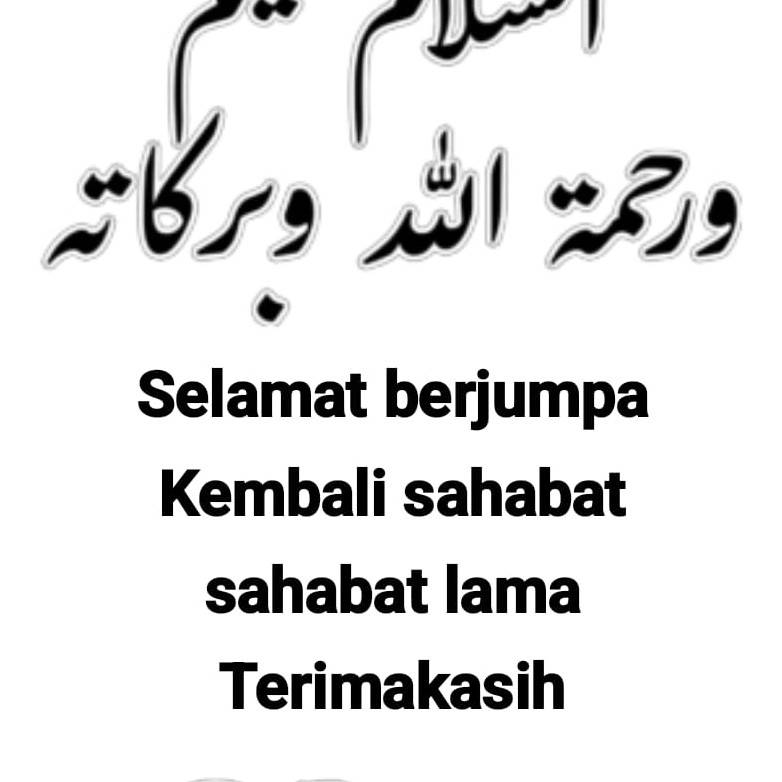 السلام عليكم
ورحمة الله وبركاته
Selamat berjumpa
Kembali sahabat
sahabat lama
Terimakasih